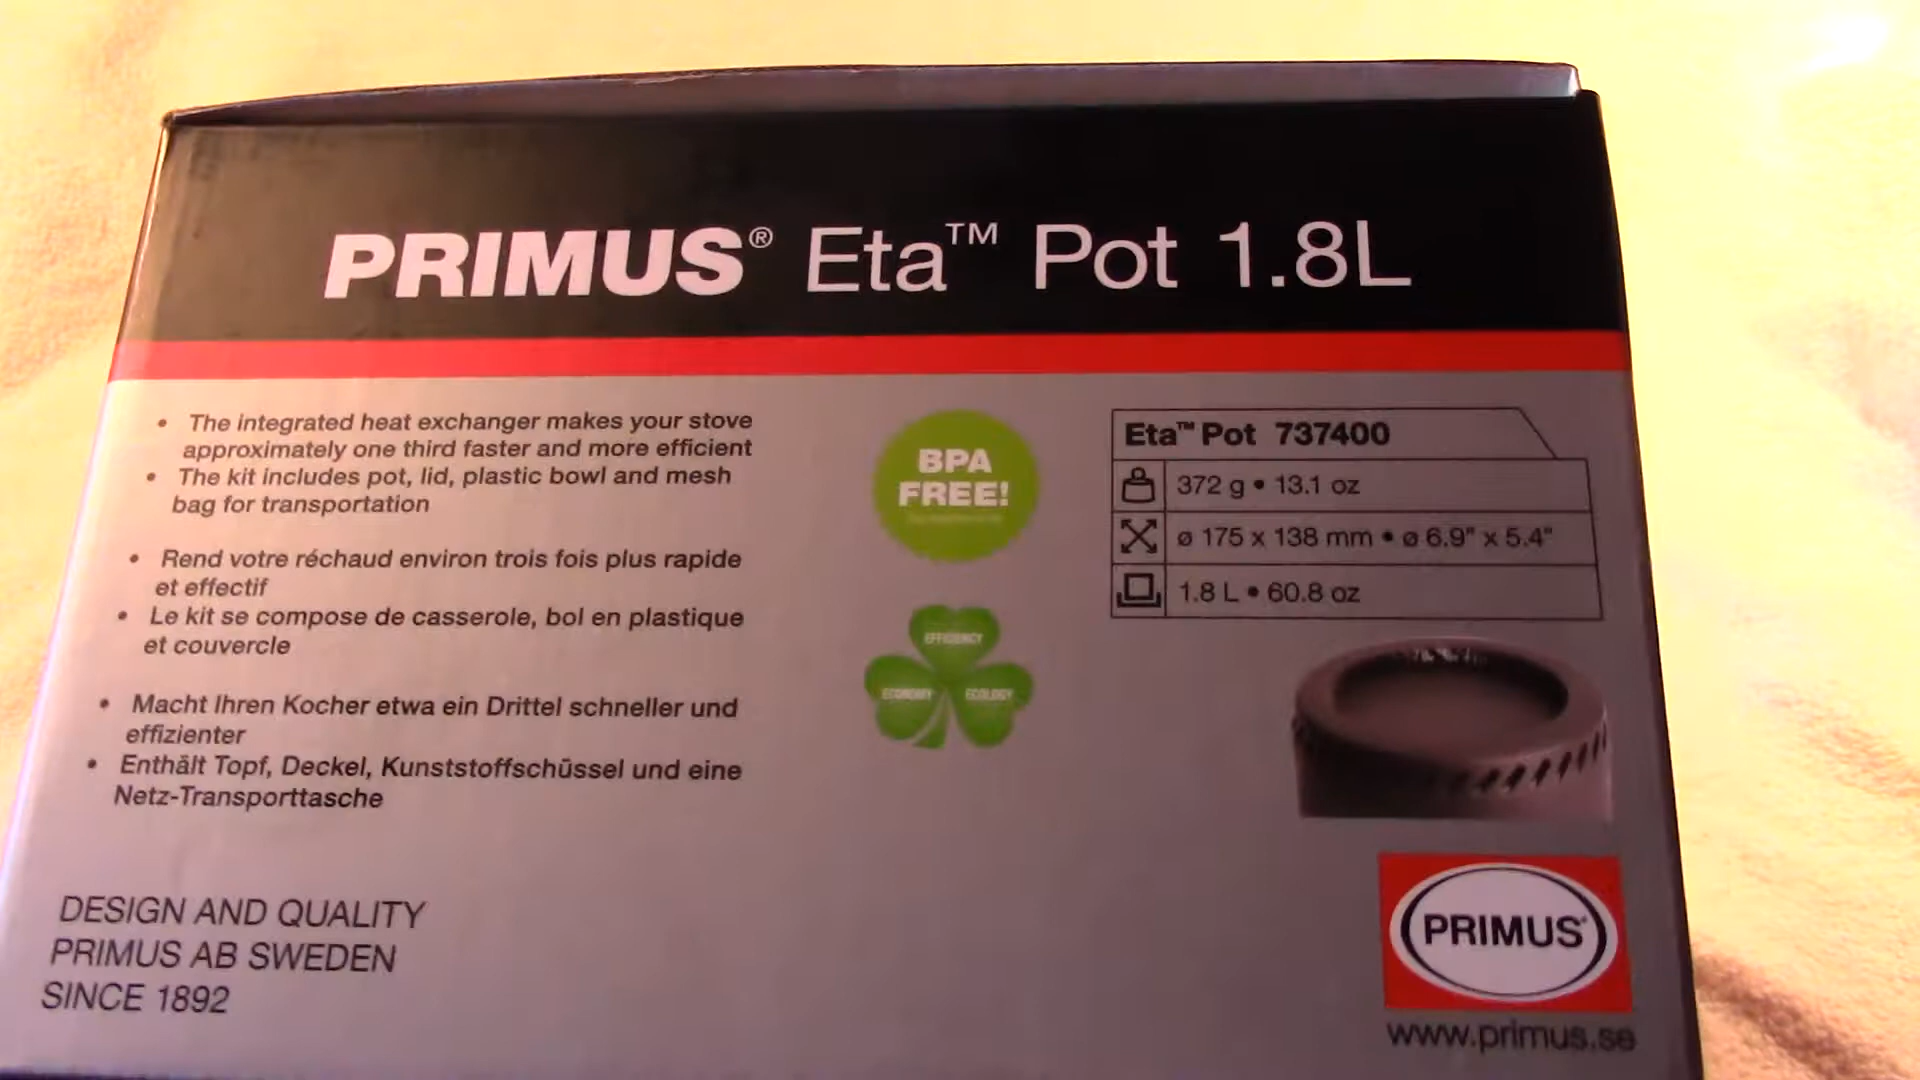 PRIMUS® Eta™ Pot 1.8L
• The integrated heat exchanger makes your stove
approximately one third faster and more efficient
• The kit includes pot, lid, plastic bowl and mesh
bag for transportation
• Rend votre réchaud environ trois fois plus rapide
et effectif
• Le kit se compose de casserole, bol en plastique
et couvercle
• Macht Ihren Kocher etwa ein Drittel schneller und
effizienter
• Enthält Topf, Deckel, Kunststoffschüssel und eine
Netz-Transporttasche
DESIGN AND QUALITY
PRIMUS AB SWEDEN
SINCE 1892
BPA
FREE!
EFFICIENCY
ECONOMY ECOLOGY
Eta™ Pot 737400
372 g • 13.1 oz
ø 175 x 138 mm • ø 6.9" x 5.4"
1.8 L • 60.8 oz
PRIMUS®
www.primus.se